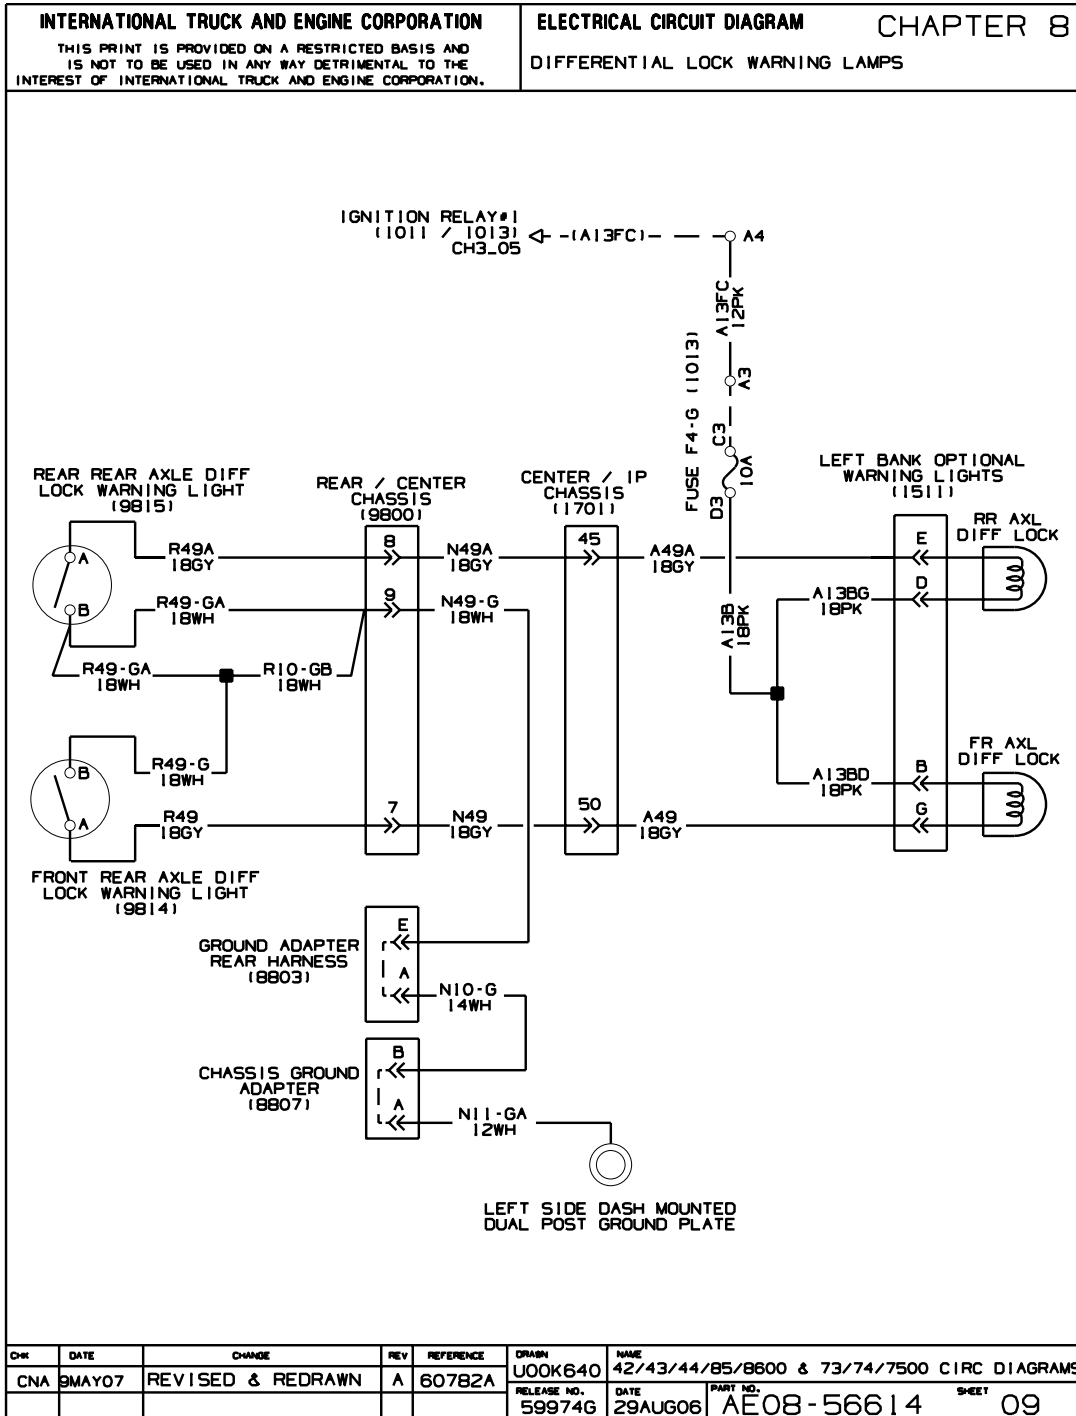 INTERNATIONAL TRUCK AND ENGINE CORPORATION
THIS PRINT IS PROVIDED ON A RESTRICTED BASIS AND
IS NOT TO BE USED IN ANY WAY DETRIMENTAL TO THE
INTEREST OF INTERNATIONAL TRUCK AND ENGINE CORPORATION.
ELECTRICAL CIRCUIT DIAGRAM
CHAPTER 8
DIFFERENTIAL LOCK WARNING LAMPS
IGNITION RELAY#1
(1011 / 1013)
CH3_05
(A13FC)
A4
A13FC
12PK
A3
FUSE F4-G (1013)
C3
10A
D3
A13B
18PK
REAR REAR AXLE DIFF
LOCK WARNING LIGHT
(9815)
REAR / CENTER
CHASSIS
(9800)
CENTER / IP
CHASSIS
(1701)
LEFT BANK OPTIONAL
WARNING LIGHTS
(1511)
RR AXL
DIFF LOCK
A
R49A
18GY
8
N49A
18GY
45
A49A
18GY
E
B
R49-GA
18WH
9
N49-G
18WH
A13BG
18PK
D
R49-GA
18WH
R10-GB
18WH
FR AXL
DIFF LOCK
B
R49-G
18WH
A13BD
18PK
B
A
R49
18GY
7
N49
18GY
50
A49
18GY
G
FRONT REAR AXLE DIFF
LOCK WARNING LIGHT
(9814)
GROUND ADAPTER
REAR HARNESS
(8803)
E
A
N10-G
14WH
CHASSIS GROUND
ADAPTER
(8807)
B
A
N11-GA
12WH
LEFT SIDE DASH MOUNTED
DUAL POST GROUND PLATE
CHK
DATE
CHANGE
REV
REFERENCE
DRAWN
NAME
CNA
9MAY07
REVISED & REDRAWN
A
60782A
U00K640
42/43/44/85/8600 & 73/74/7500 CIRC DIAGRAMS
RELEASE NO.
DATE
PART NO.
SHEET
59974G
29AUG06
AE08-56614
09